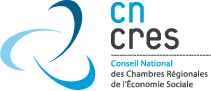 cn
cres
Conseil National
des Chambres Régionales
de l'Économie Sociale